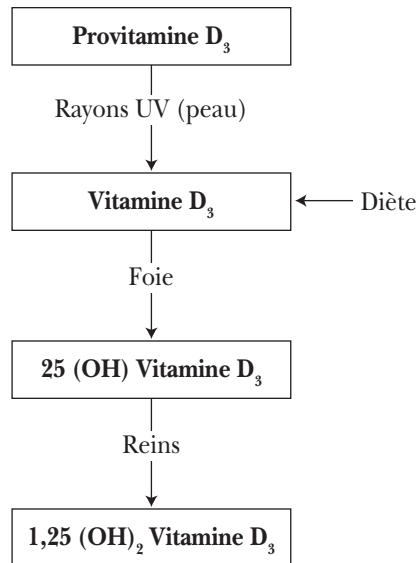 Provitamine D₃
Rayons UV (peau)
Vitamine D₃
Diète
Foie
25 (OH) Vitamine D₃
Reins
1,25 (OH)₂ Vitamine D₃